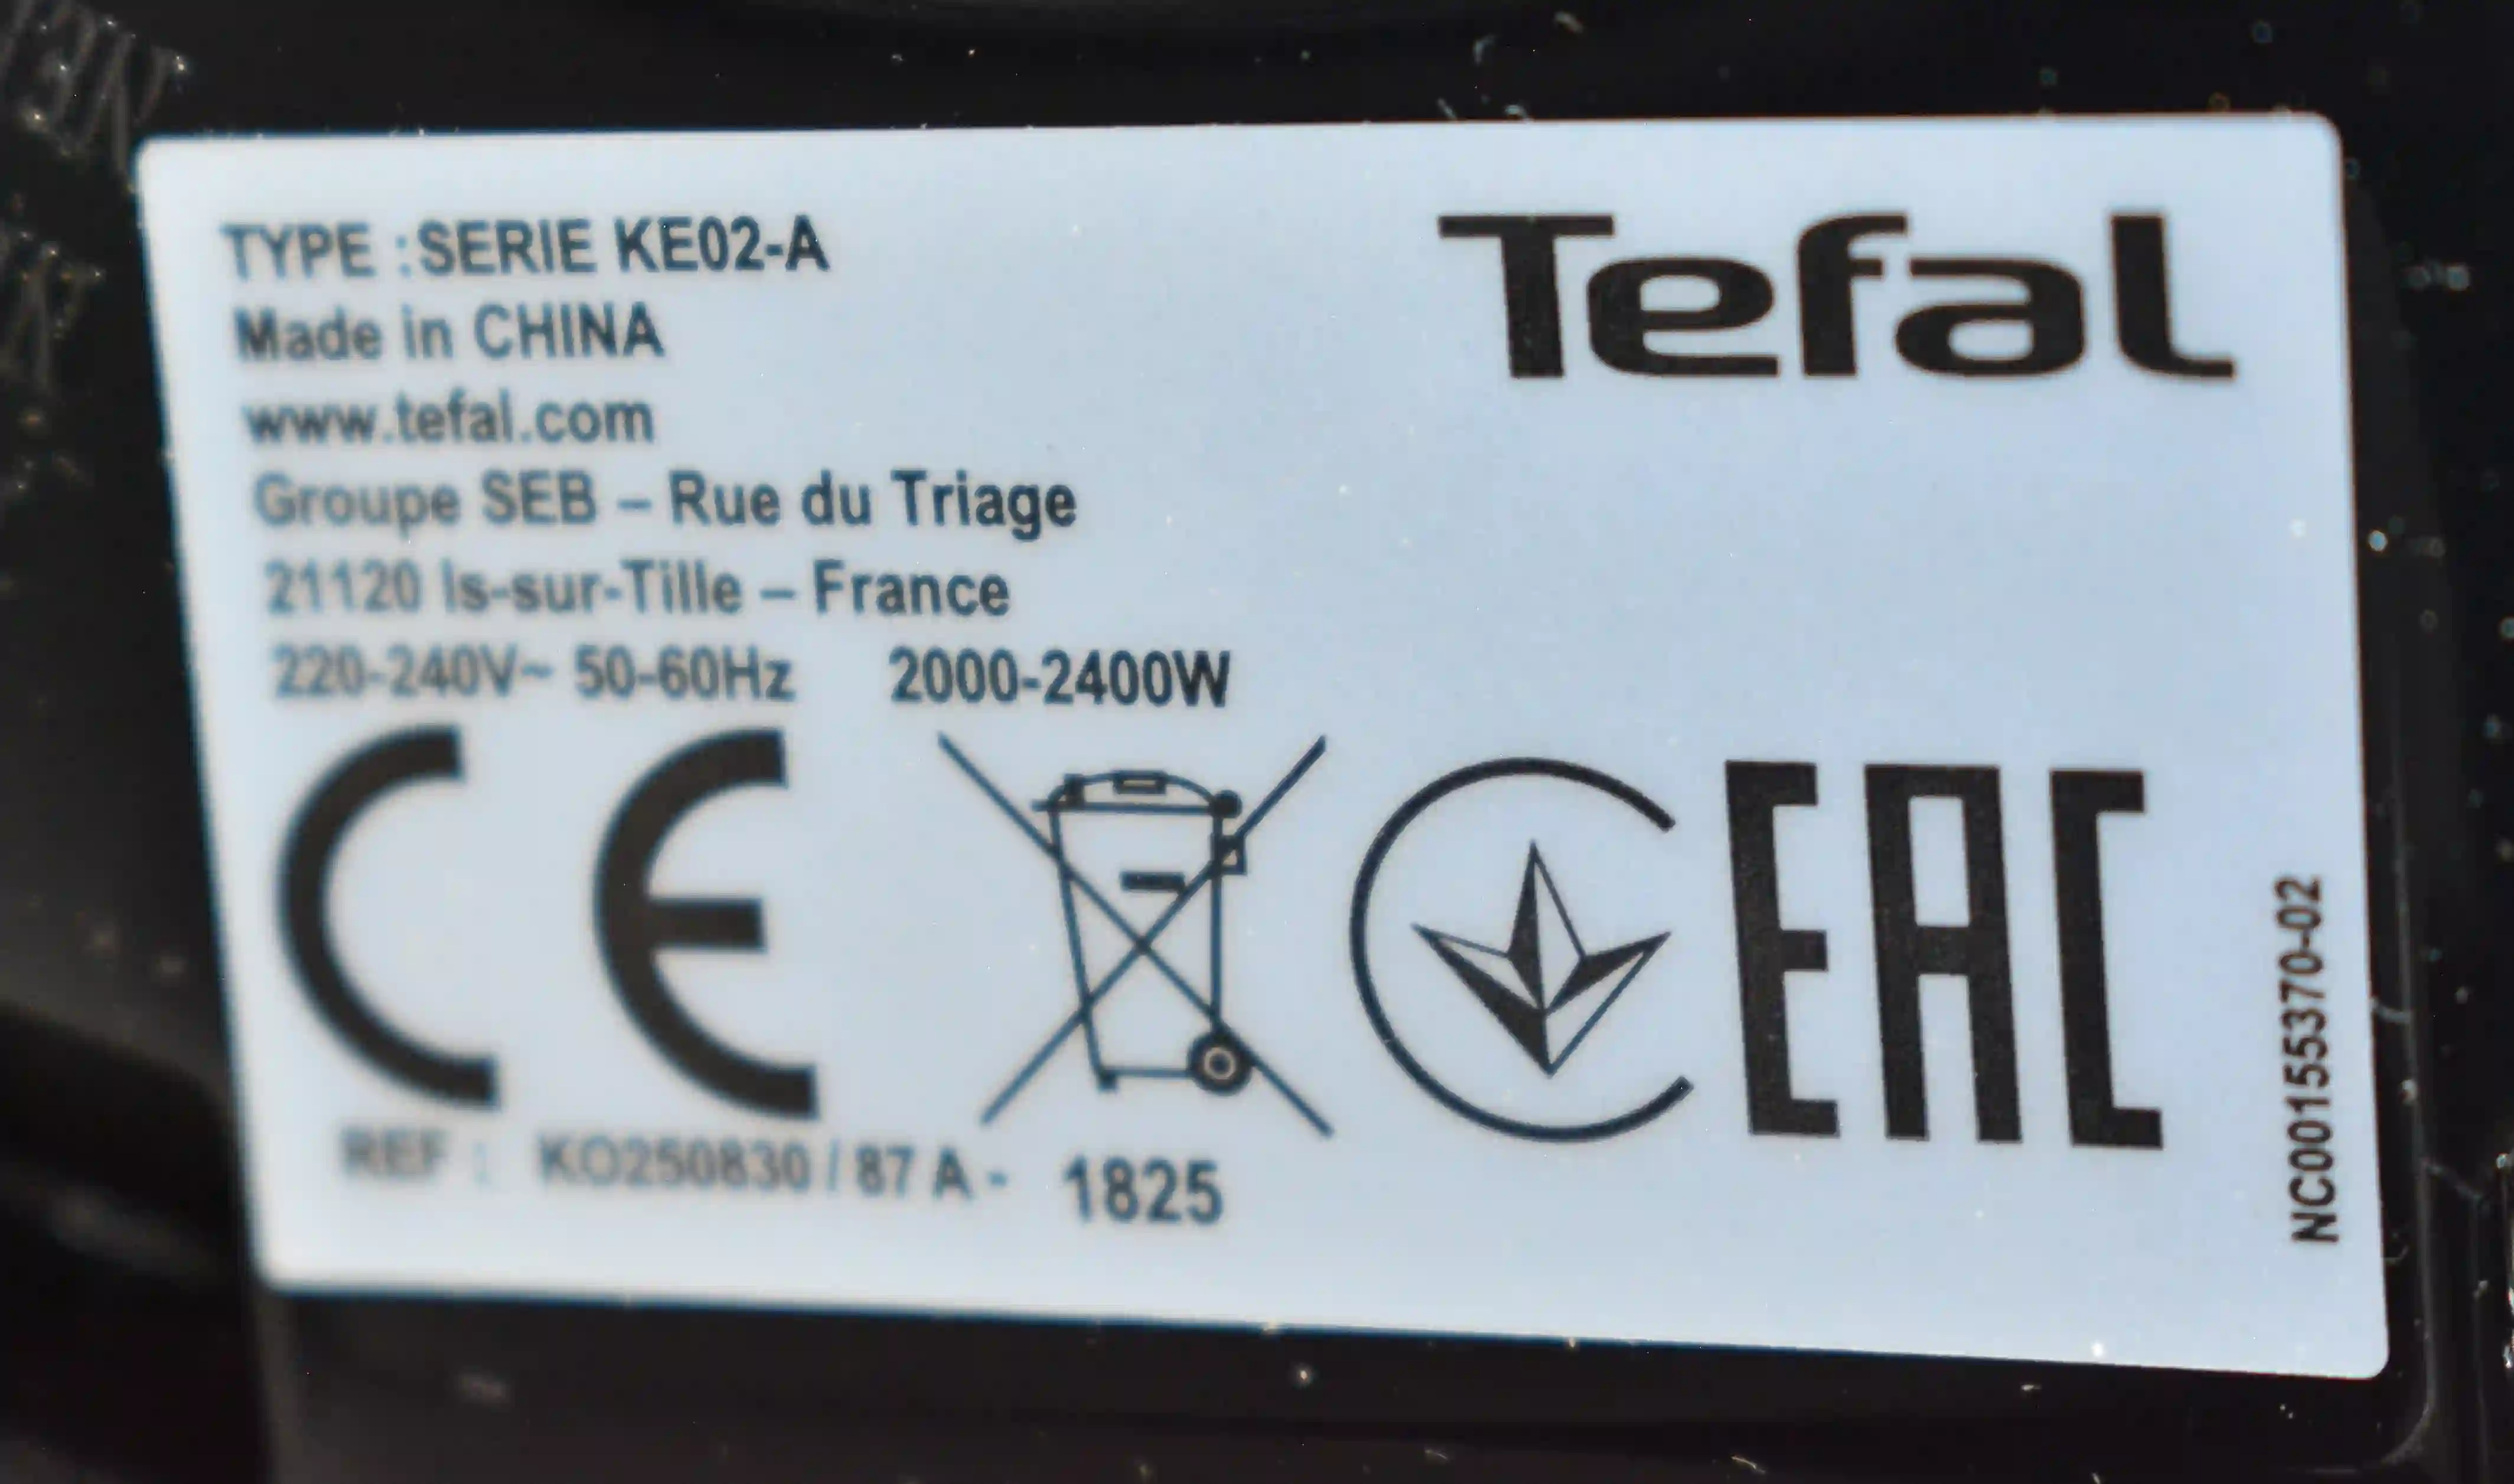 Tefal
TYPE :SERIE KE02-A
Made in CHINA
www.tefal.com
Groupe SEB – Rue du Triage
21120 Is-sur-Tille – France
220-240V~ 50-60Hz 2000-2400W
CE EAC
REF : KO250830 / 87 A - 1825
NC00155370-02